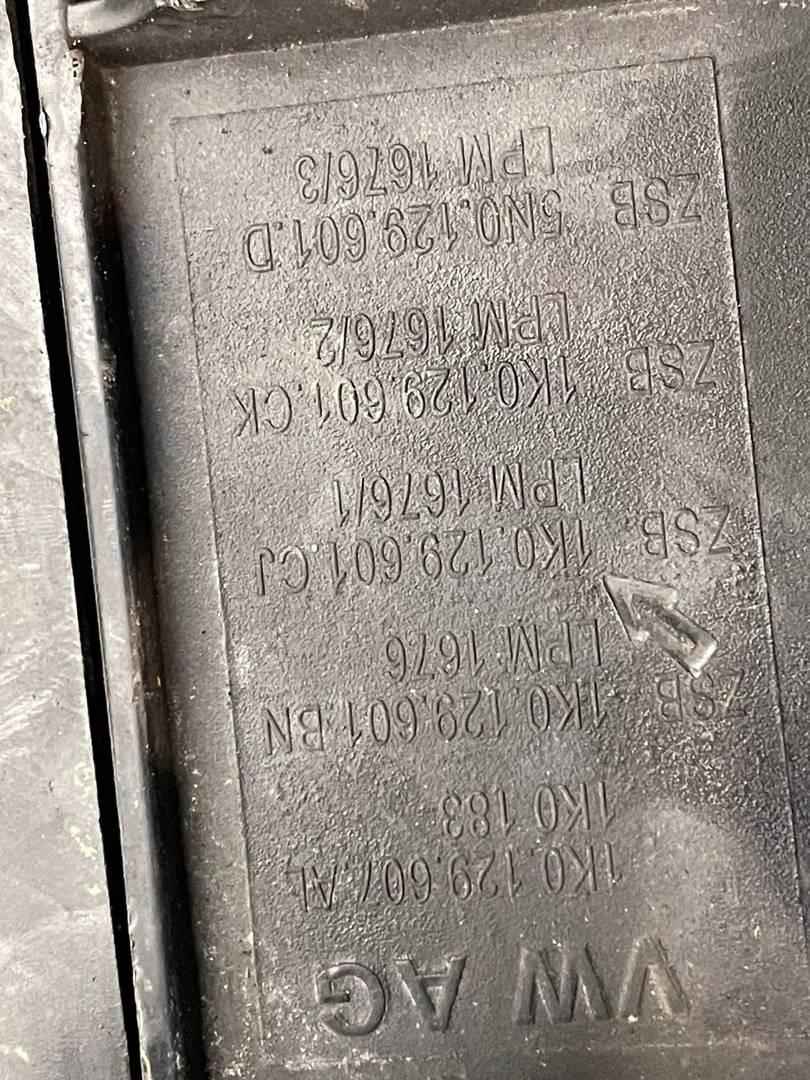 VW AG
1K0.129.607.AL
1K0 183
ZSB 1K0.129.601.BN
LPM 1676
ZSB 1K0.129.601.CJ
LPM 1676/1
ZSB 1K0.129.601.CK
LPM 1676/2
ZSB 5N0.129.601.D
LPM 1676/3